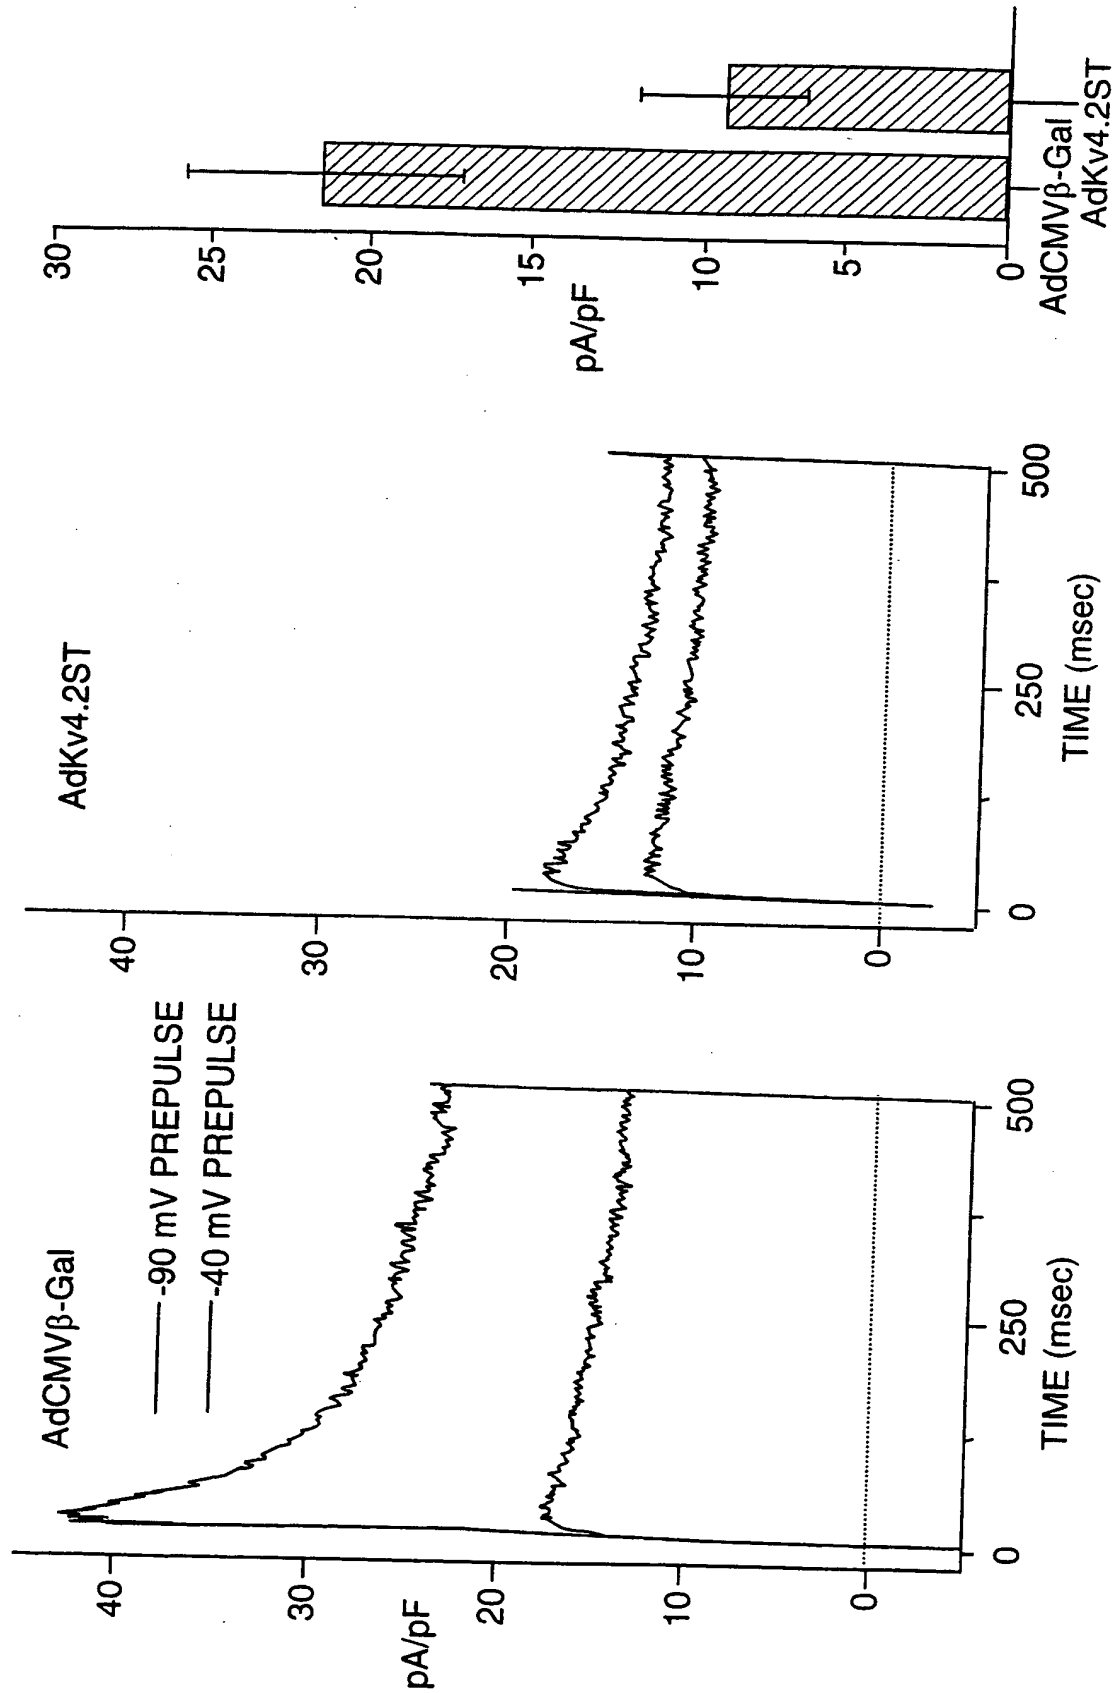 AdCMVβ-Gal
-90 mV PREPULSE
-40 mV PREPULSE
pA/pF
40
30
20
10
0
0
250
500
TIME (msec)
AdKv4.2ST
40
30
20
10
0
0
250
500
TIME (msec)
pA/pF
30
25
20
15
10
5
0
AdCMVβ-Gal
AdKv4.2ST